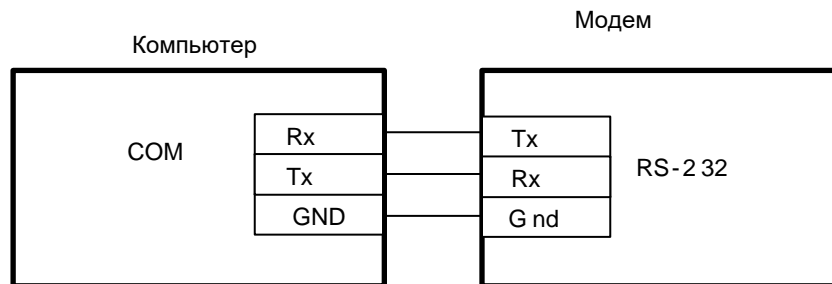 Модем
Компьютер
COM
Rx
Tx
GND
Tx
Rx
G nd
RS-2 32